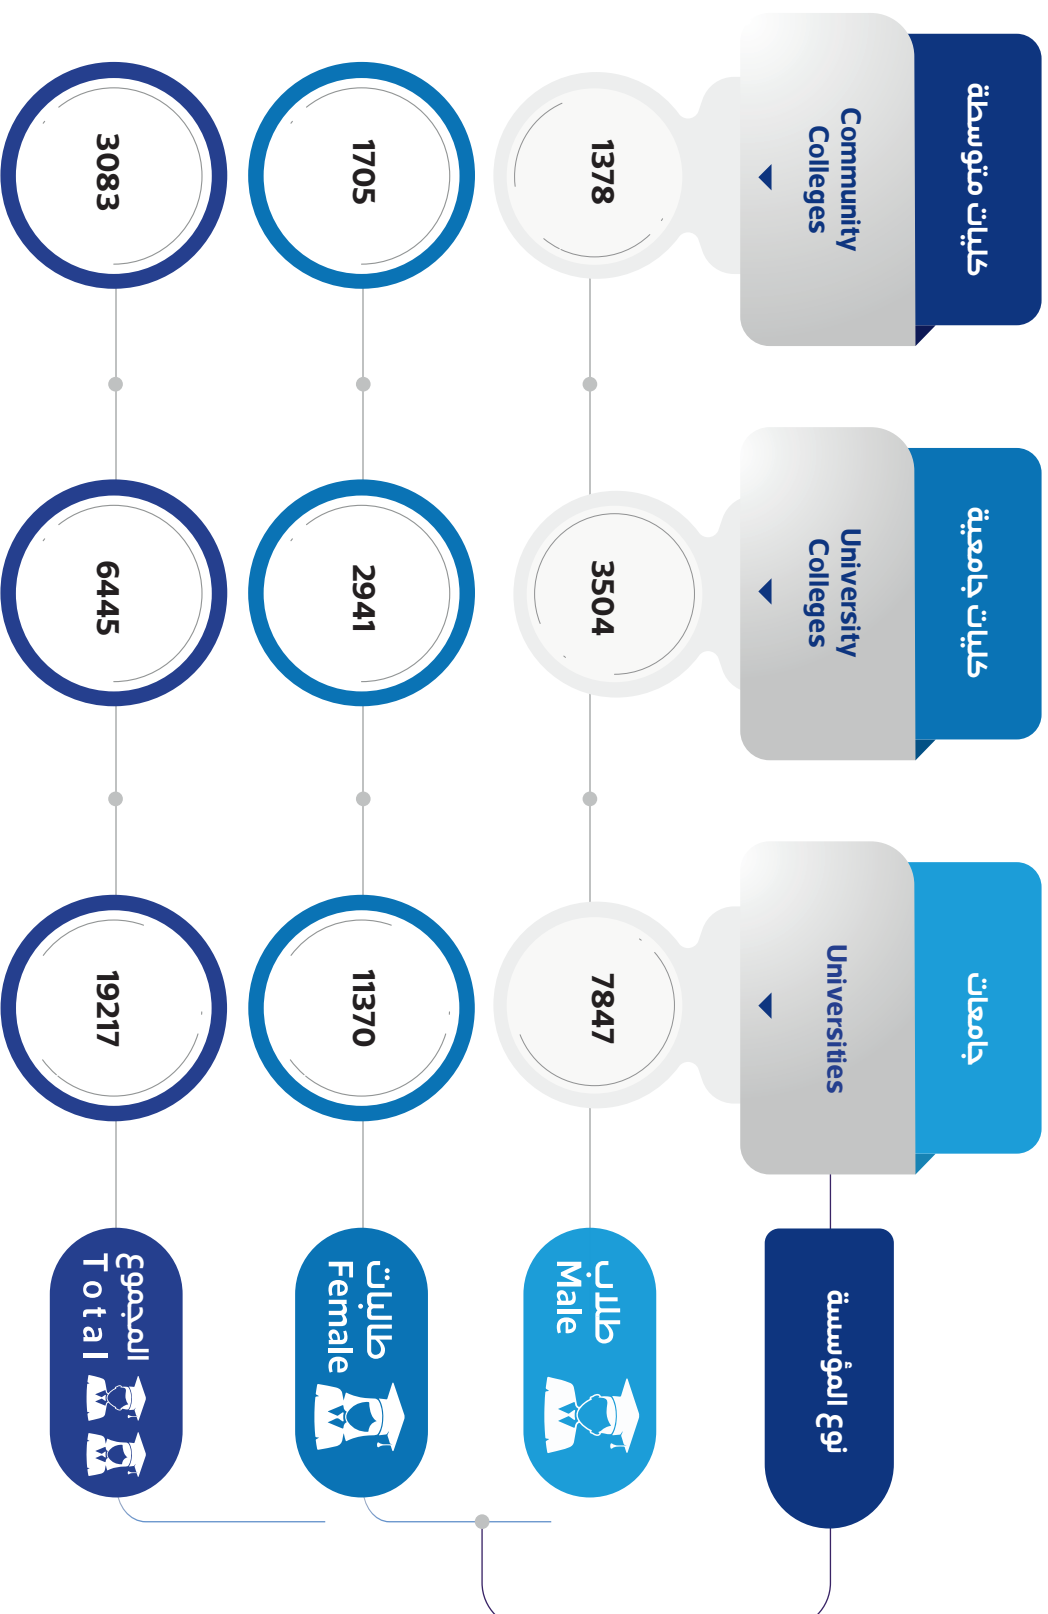 نوع المؤسسة
جامعات
Universities
كليات جامعية
University
Colleges
كليات متوسطة
Community
Colleges
طلاب
Male
7847
3504
1378
طالبات
Female
11370
2941
1705
المجموع
Total
19217
6445
3083